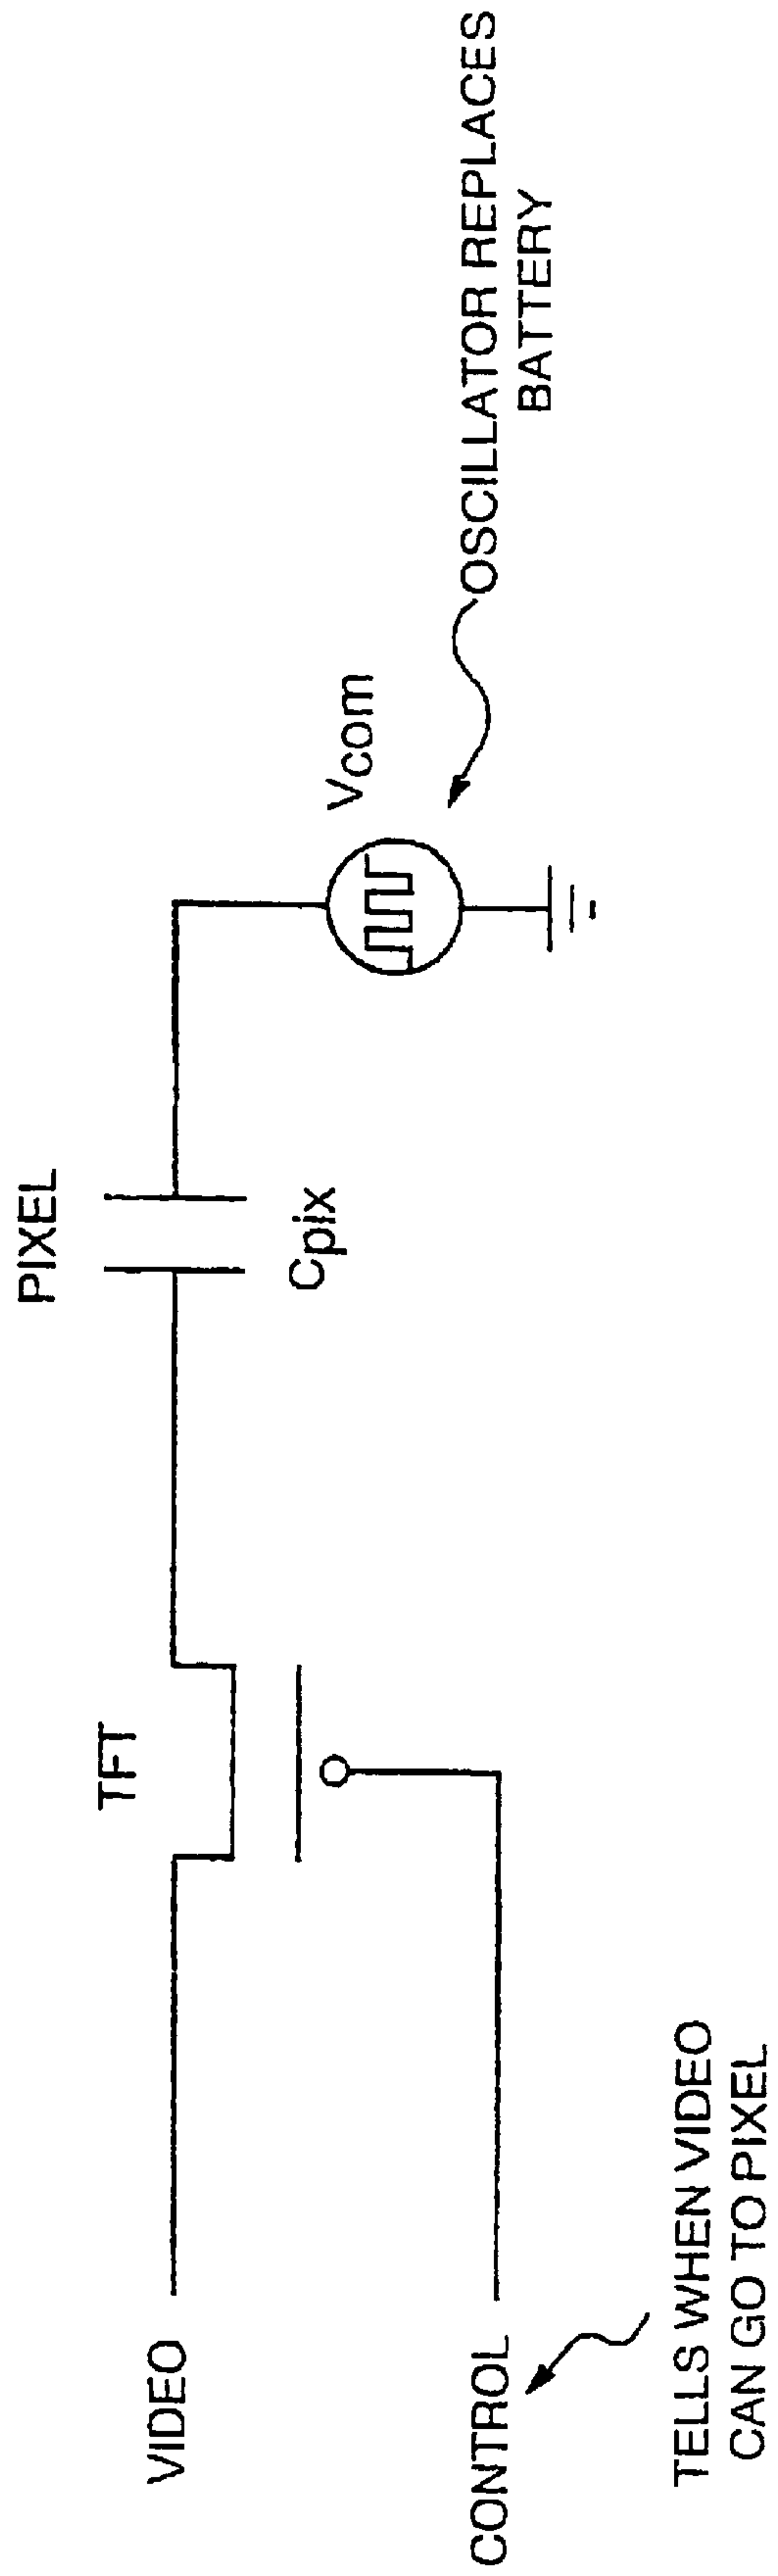 PIXEL
TFT
Cpix
Vcom
VIDEO
CONTROL
OSCILLATOR REPLACES
BATTERY
TELLS WHEN VIDEO
CAN GO TO PIXEL